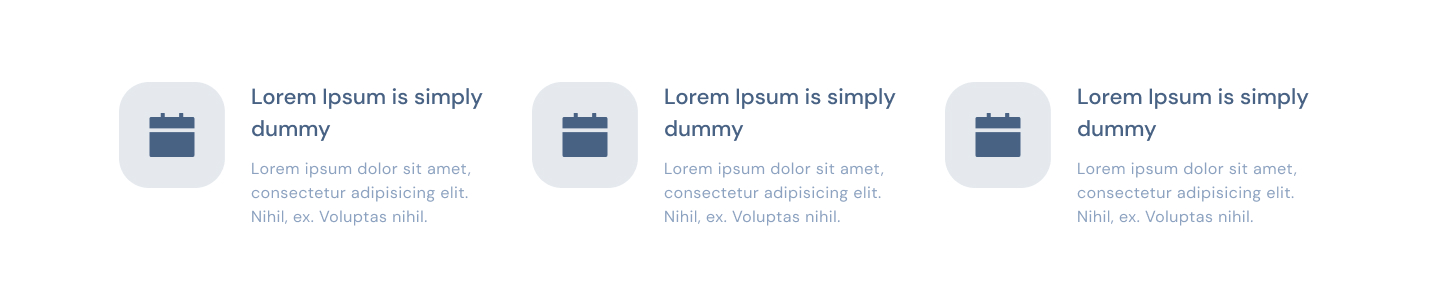 Lorem Ipsum is simply
dummy
Lorem ipsum dolor sit amet,
consectetur adipisicing elit.
Nihil, ex. Voluptas nihil.
Lorem Ipsum is simply
dummy
Lorem ipsum dolor sit amet,
consectetur adipisicing elit.
Nihil, ex. Voluptas nihil.
Lorem Ipsum is simply
dummy
Lorem ipsum dolor sit amet,
consectetur adipisicing elit.
Nihil, ex. Voluptas nihil.